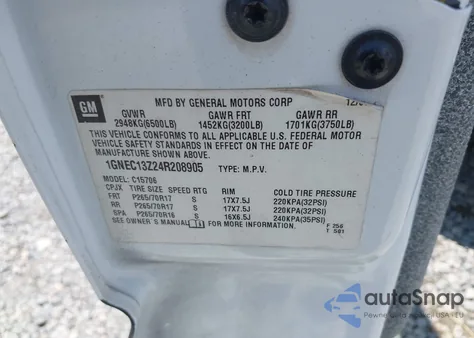 GM
MFD BY GENERAL MOTORS CORP
GVWR GAWR FRT GAWR RR
2948KG(6500LB) 1452KG(3200LB) 1701KG(3750LB)
THIS VEHICLE CONFORMS TO ALL APPLICABLE U.S. FEDERAL MOTOR
VEHICLE SAFETY STANDARDS IN EFFECT ON THE DATE OF
MANUFACTURE SHOWN ABOVE.
1GNEC13Z24R208905 TYPE: M.P.V.
MODEL: C15706
CPJX TIRE SIZE SPEED RTG RIM COLD TIRE PRESSURE
FRT P265/70R17 S 17X7.5J 220KPA(32PSI)
RR P265/70R17 S 17X7.5J 220KPA(32PSI)
SPA P265/70R16 S 16X6.5J 240KPA(35PSI)
SEE OWNER'S MANUAL FOR MORE INFORMATION. F 256
T 501
autoSnap